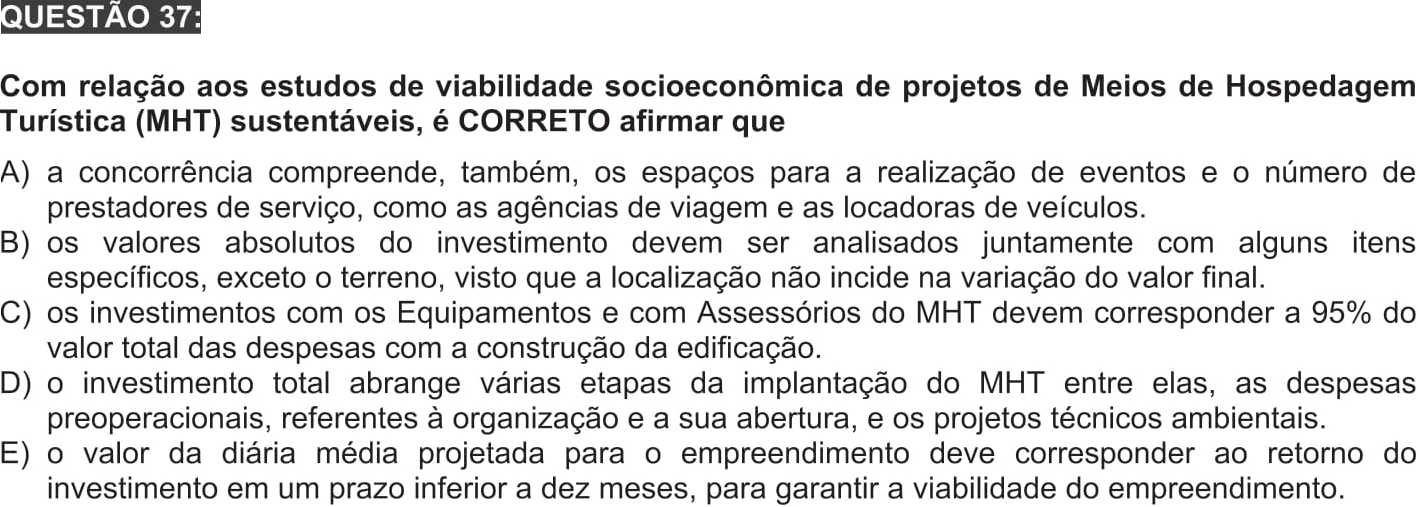 QUESTÃO 37:
Com relação aos estudos de viabilidade socioeconômica de projetos de Meios de Hospedagem
Turística (MHT) sustentáveis, é CORRETO afirmar que
A) a concorrência compreende, também, os espaços para a realização de eventos e o número de
prestadores de serviço, como as agências de viagem e as locadoras de veículos.
B) os valores absolutos do investimento devem ser analisados juntamente com alguns itens
específicos, exceto o terreno, visto que a localização não incide na variação do valor final.
C) os investimentos com os Equipamentos e com Assessórios do MHT devem corresponder a 95% do
valor total das despesas com a construção da edificação.
D) o investimento total abrange várias etapas da implantação do MHT entre elas, as despesas
preoperacionais, referentes à organização e a sua abertura, e os projetos técnicos ambientais.
E) o valor da diária média projetada para o empreendimento deve corresponder ao retorno do
investimento em um prazo inferior a dez meses, para garantir a viabilidade do empreendimento.